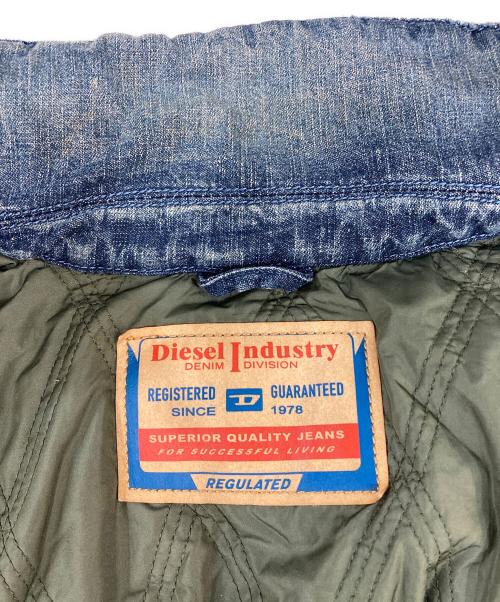 Diesel Industry
DENIM DIVISION
REGISTERED D GUARANTEED
SINCE 1978
SUPERIOR QUALITY JEANS
FOR SUCCESSFUL LIVING
REGULATED